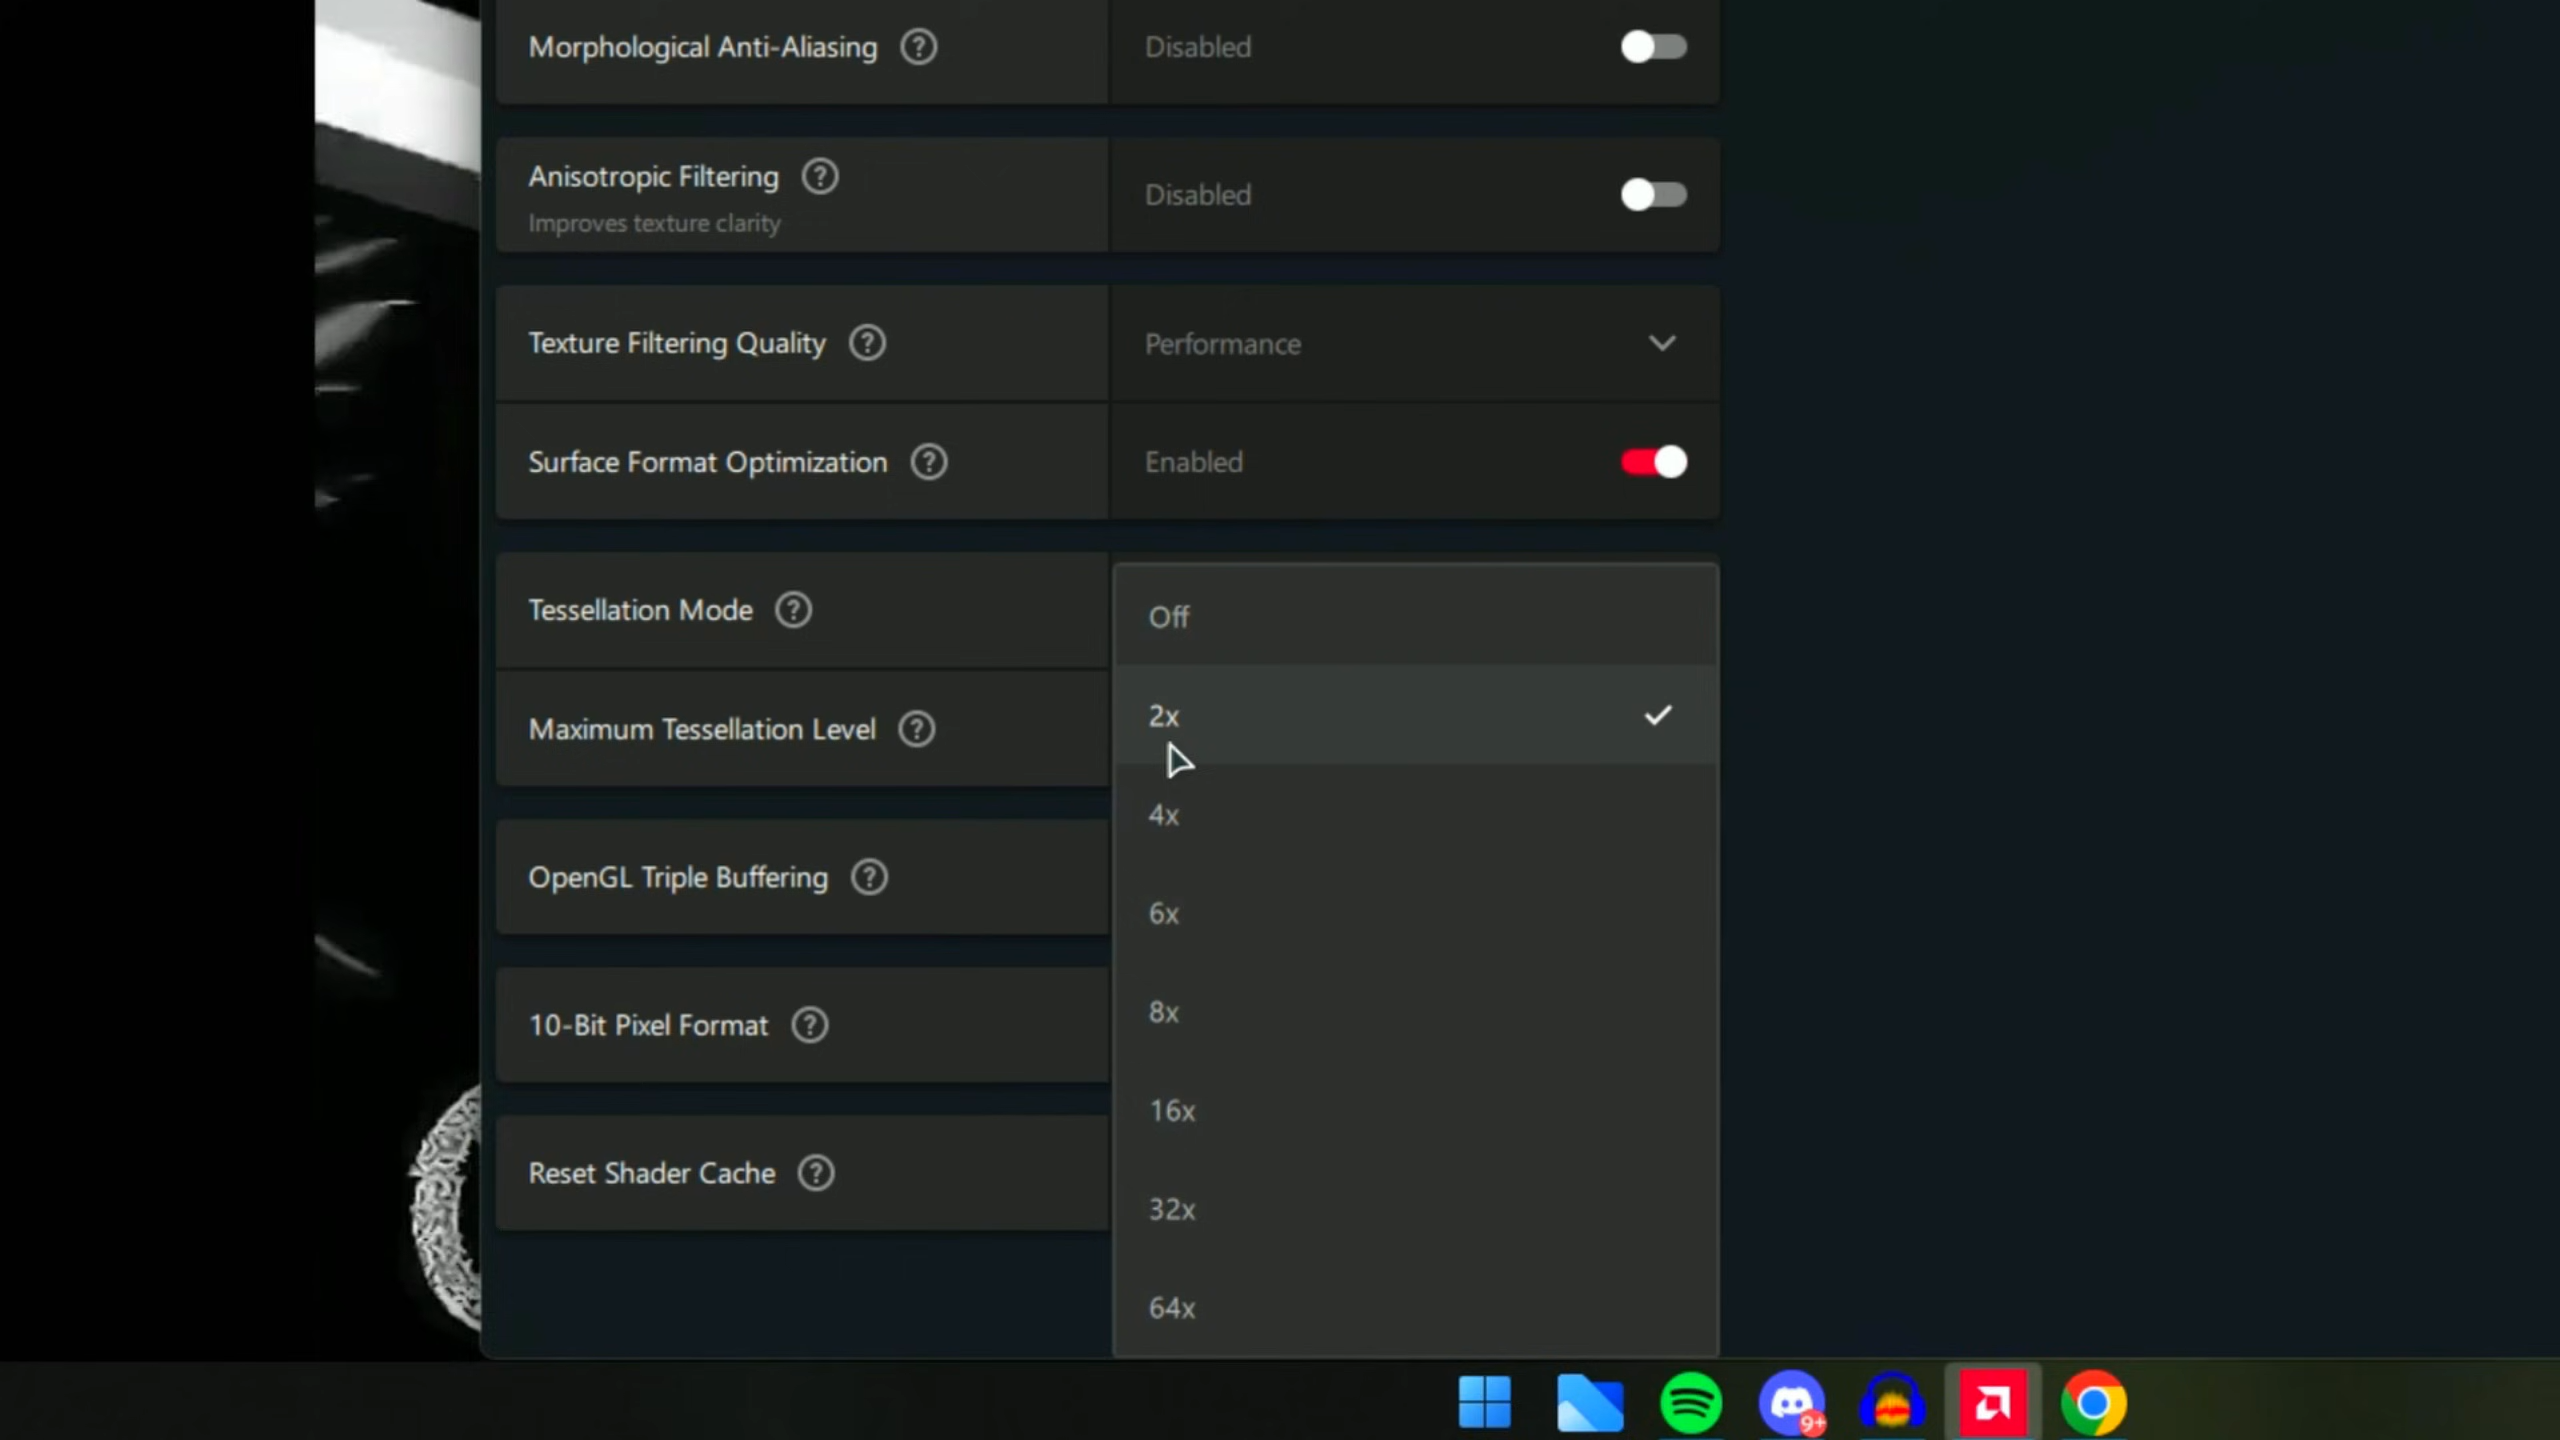 Morphological Anti-Aliasing ? Disabled
Anisotropic Filtering ? Disabled
Improves texture clarity
Texture Filtering Quality ? Performance
Surface Format Optimization ? Enabled
Tessellation Mode ?
Maximum Tessellation Level ?
OpenGL Triple Buffering ?
10-Bit Pixel Format ?
Reset Shader Cache ?
Off
2x
4x
6x
8x
16x
32x
64x
9+